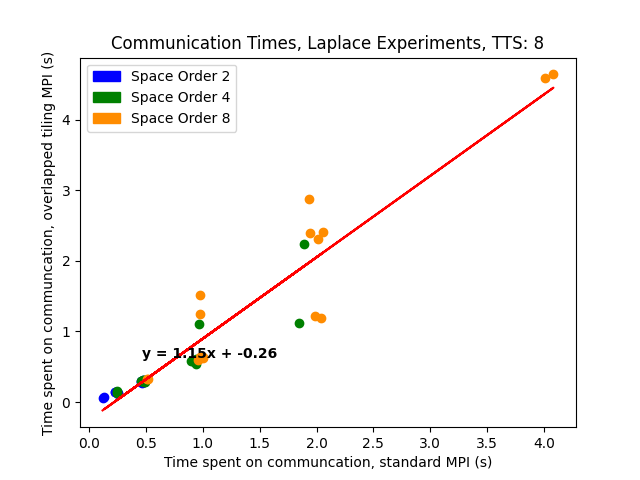 Communication Times, Laplace Experiments, TTS: 8
Space Order 2
Space Order 4
Space Order 8
Time spent on communcation, overlapped tiling MPI (s)
4
3
2
1
0
y = 1.15x + -0.26
0.0 0.5 1.0 1.5 2.0 2.5 3.0 3.5 4.0
Time spent on communcation, standard MPI (s)